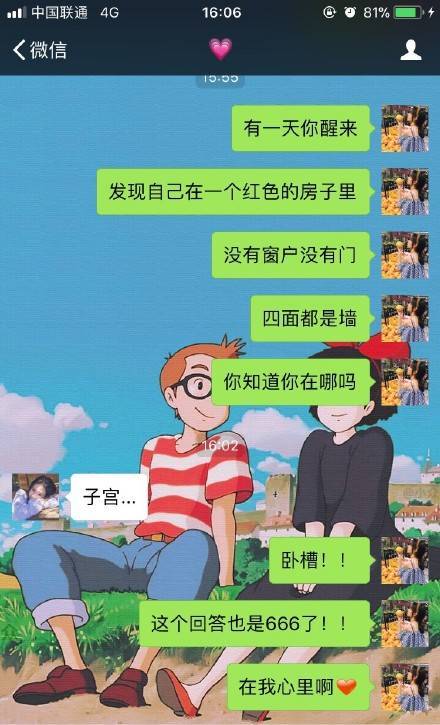 中国联通 4G 16:06 81%
微信
15:55
有一天你醒来
发现自己在一个红色的房子里
没有窗户没有门
四面都是墙
你知道你在哪吗
16:02
子宫...
卧槽！！
这个回答也是666了！！
在我心里啊❤